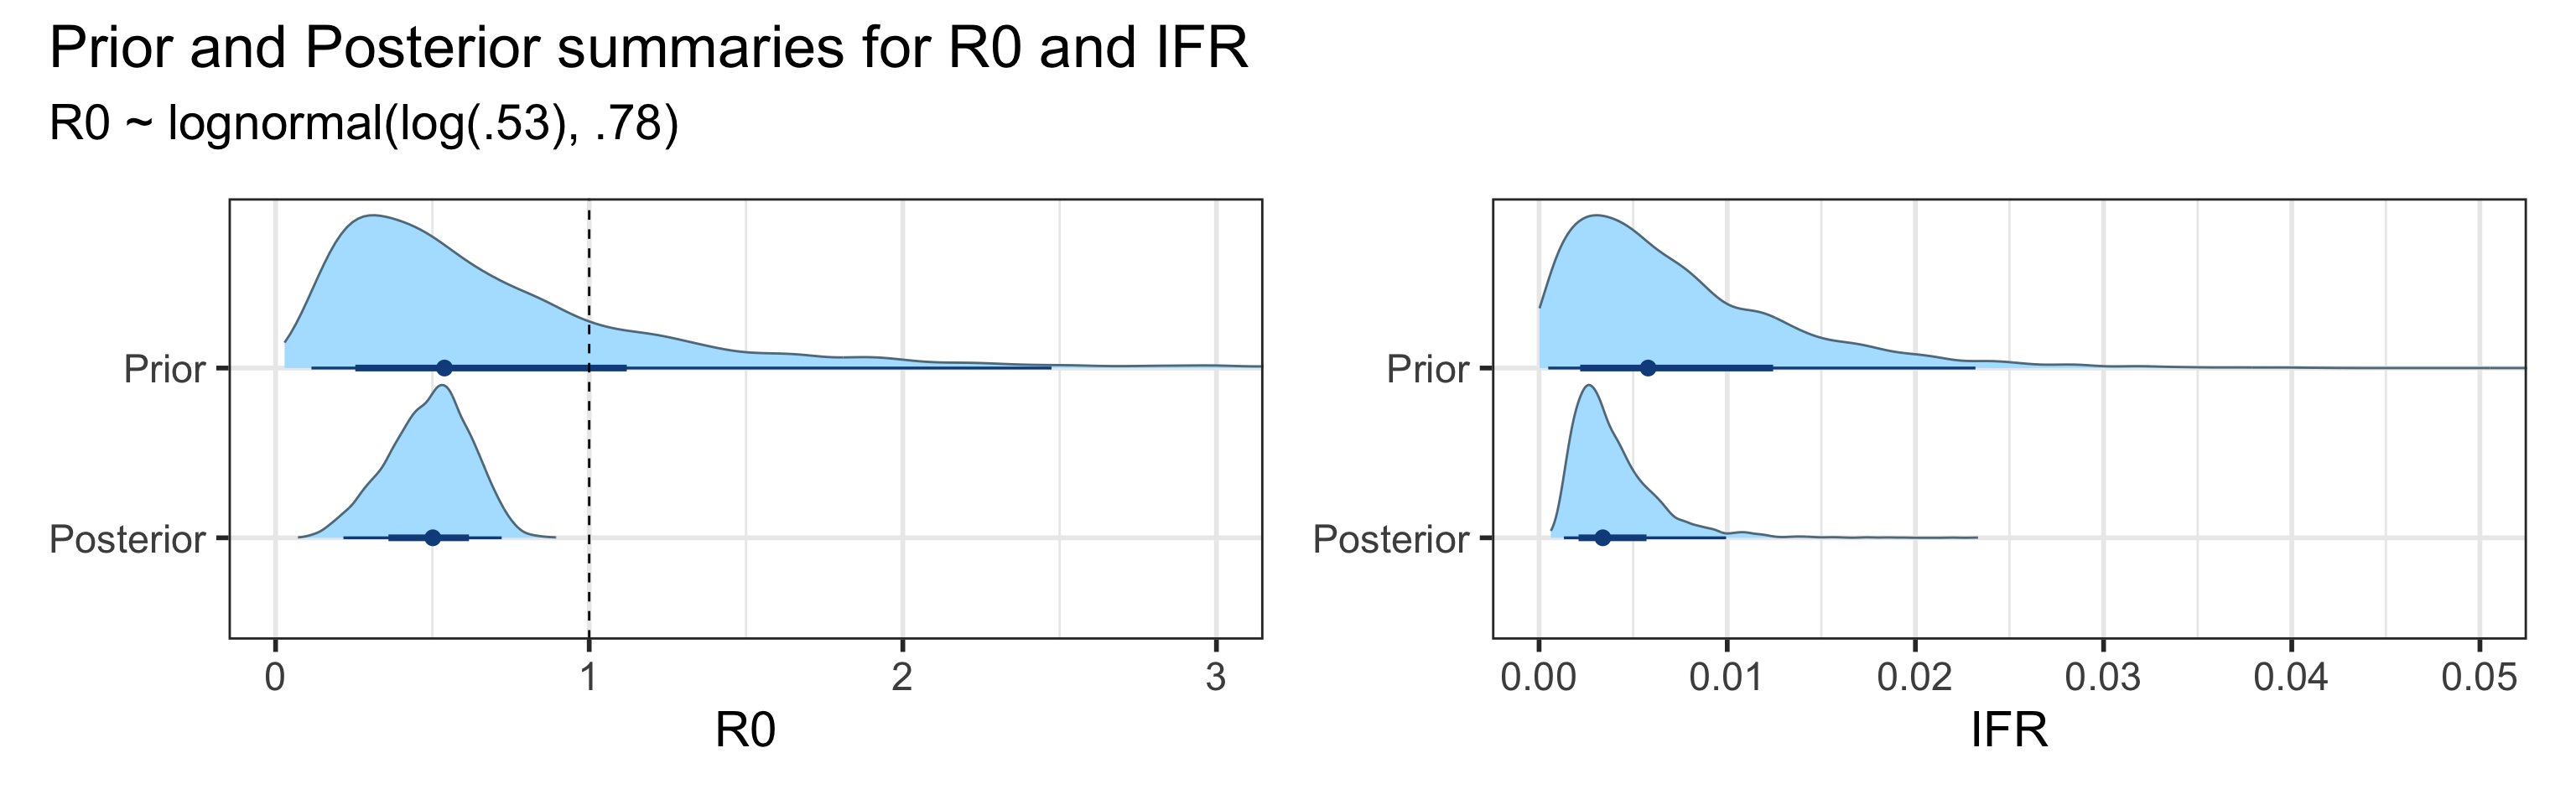 Prior and Posterior summaries for R0 and IFR
R0 ~ lognormal(log(.53), .78)
Prior
Posterior
0 1 2 3
R0
Prior
Posterior
0.00 0.01 0.02 0.03 0.04 0.05
IFR